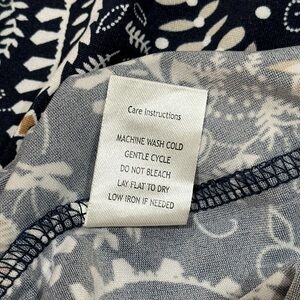 Care Instructions
MACHINE WASH COLD
GENTLE CYCLE
DO NOT BLEACH
LAY FLAT TO DRY
LOW IRON IF NEEDED